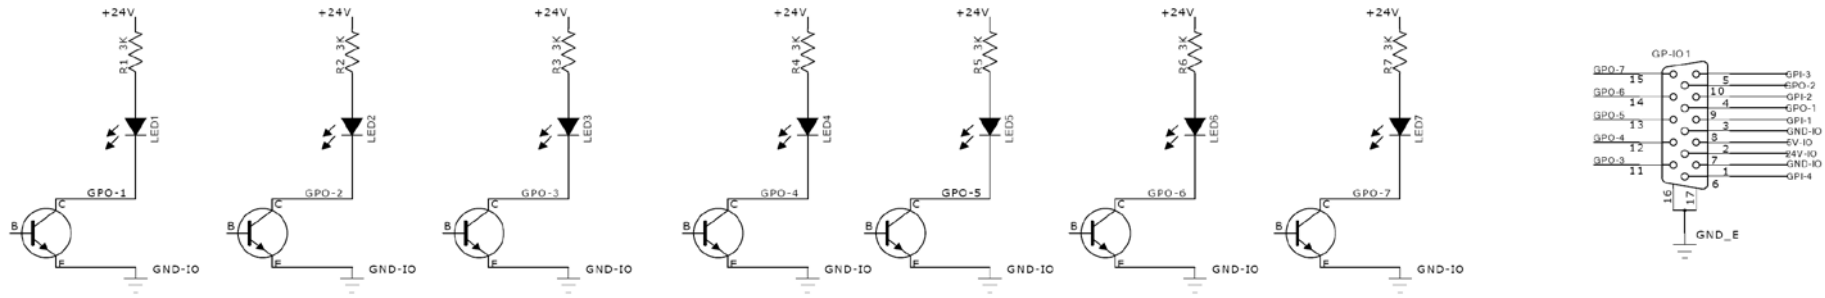 +24V
R1 3K
LED1
GPO-1
C
B
E
GND-IO
+24V
R2 3K
LED2
GPO-2
C
B
E
GND-IO
+24V
R3 3K
LED3
GPO-3
C
B
E
GND-IO
+24V
R4 3K
LED4
GPO-4
C
B
E
GND-IO
+24V
R5 3K
LED5
GPO-5
C
B
E
GND-IO
+24V
R6 3K
LED6
GPO-6
C
B
E
GND-IO
+24V
R7 3K
LED7
GPO-7
C
B
E
GND-IO
GP-IO1
GPO-7
15
GPO-6
14
GPO-5
13
GPO-4
12
GPO-3
11
5 GPI-3
10 GPO-2
4 GPI-2
9 GPO-1
3 GPI-1
8 GND-IO
2 5V-IO
7 24V-IO
1 GND-IO
6 GPI-4
16
17
GND_E